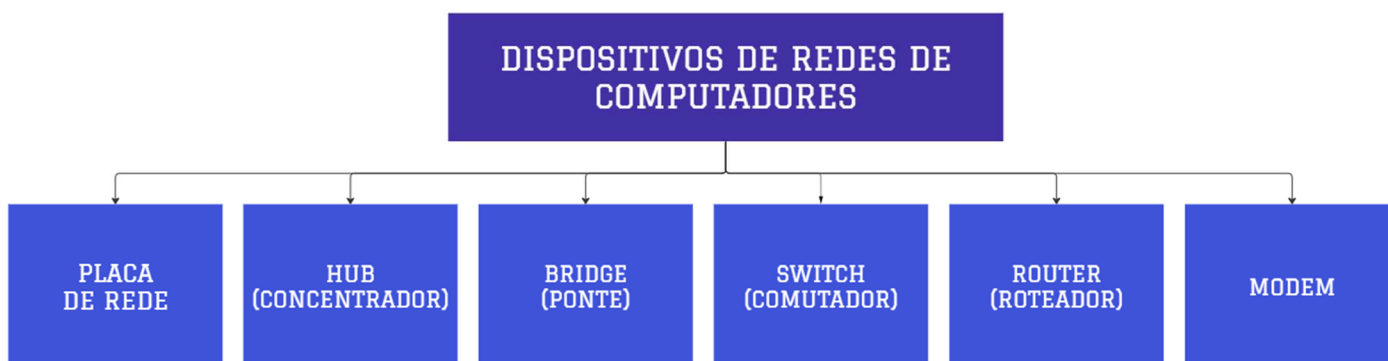 DISPOSITIVOS DE REDES DE
COMPUTADORES
PLACA
DE REDE
HUB
(CONCENTRADOR)
BRIDGE
(PONTE)
SWITCH
(COMUTADOR)
ROUTER
(ROTEADOR)
MODEM